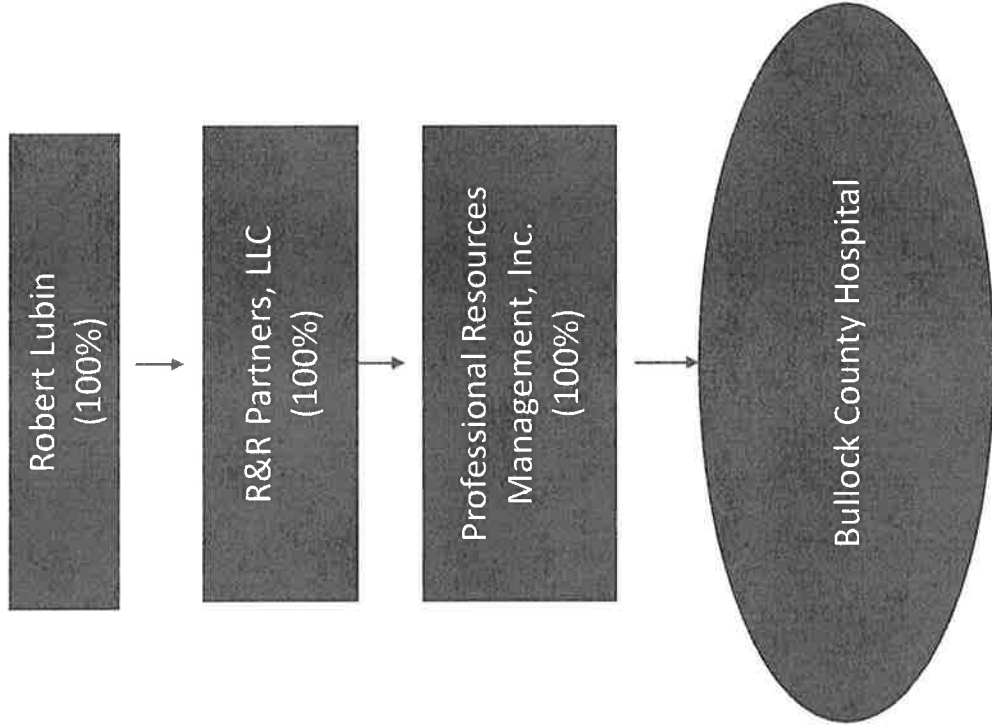 Robert Lubin
(100%)
R&R Partners, LLC
(100%)
Professional Resources
Management, Inc.
(100%)
Bullock County Hospital